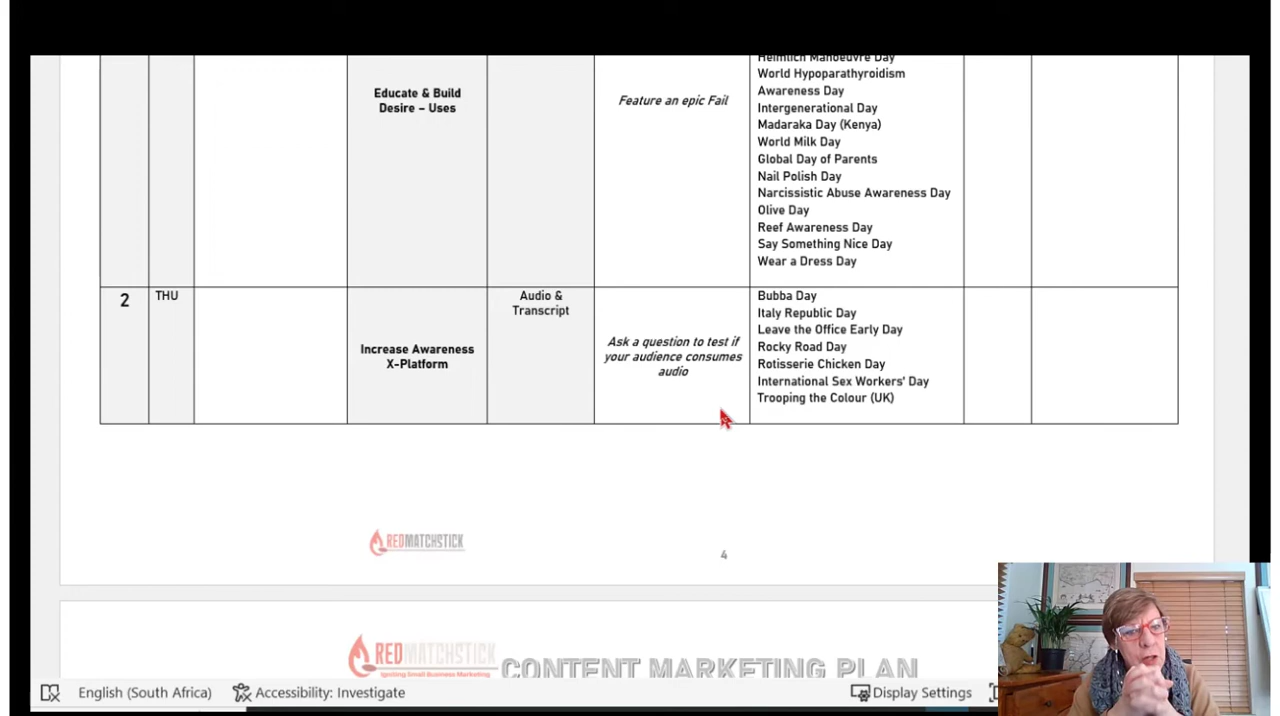 Educate & Build
Desire – Uses
Feature an epic Fail
Heimlich Manoeuvre Day
World Hypoparathyroidism
Awareness Day
Intergenerational Day
Madaraka Day (Kenya)
World Milk Day
Global Day of Parents
Nail Polish Day
Narcissistic Abuse Awareness Day
Olive Day
Reef Awareness Day
Say Something Nice Day
Wear a Dress Day
2
THU
Increase Awareness
X-Platform
Audio &
Transcript
Ask a question to test if
your audience consumes
audio
Bubba Day
Italy Republic Day
Leave the Office Early Day
Rocky Road Day
Rotisserie Chicken Day
International Sex Workers' Day
Trooping the Colour (UK)
REDMATCHSTICK
4
REDMATCHSTICK
Igniting Small Business Marketing
CONTENT MARKETING PLAN
English (South Africa)
Accessibility: Investigate
Display Settings